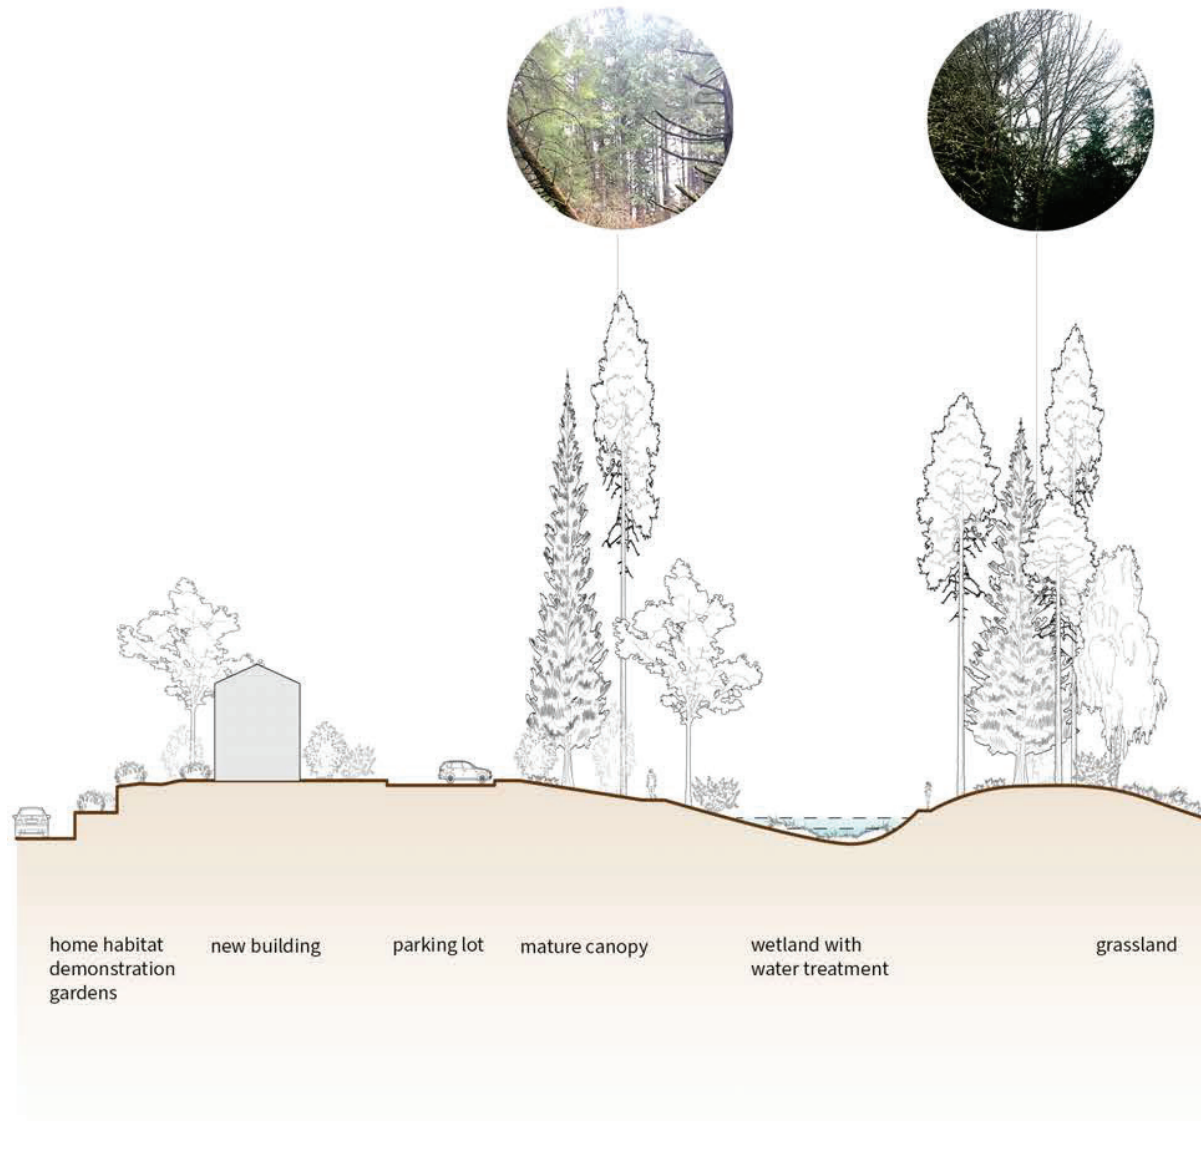 home habitat
demonstration
gardens
new building
parking lot
mature canopy
wetland with
water treatment
grassland